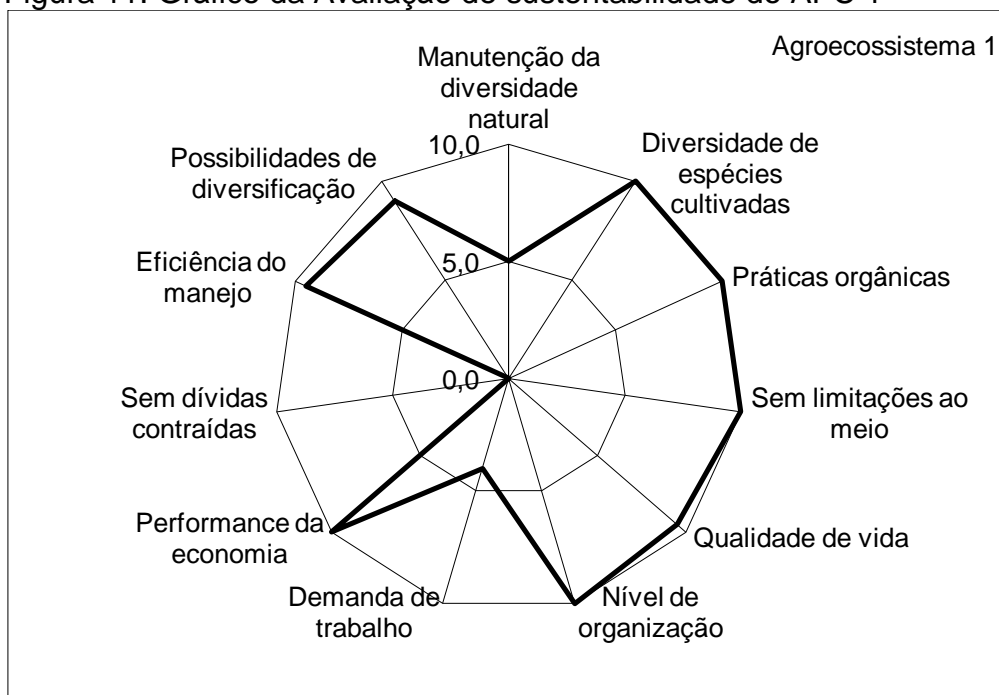 Agroecossistema 1
Manutenção da
diversidade
natural
Diversidade de
espécies
cultivadas
Práticas orgânicas
Sem limitações ao
meio
Qualidade de vida
Nível de
organização
Demanda de
trabalho
Performance da
economia
Sem dívidas
contraídas
Eficiência do
manejo
Possibilidades de
diversificação
10,0
5,0
0,0